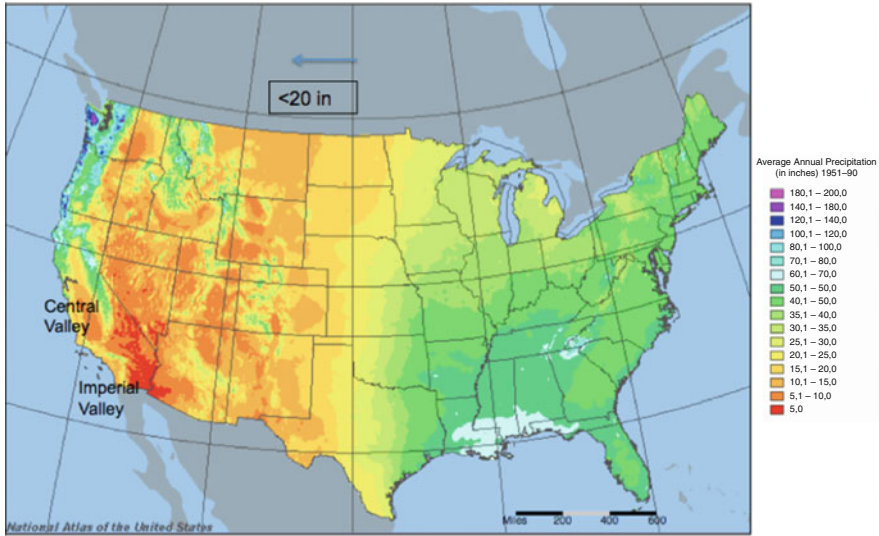 <20 in
Central
Valley
Imperial
Valley
National Atlas of the United States
Miles 200 400 600
Average Annual Precipitation
(in inches) 1951–90
180,1 – 200,0
140,1 – 180,0
120,1 – 140,0
100,1 – 120,0
80,1 – 100,0
70,1 – 80,0
60,1 – 70,0
50,1 – 50,0
40,1 – 50,0
35,1 – 40,0
30,1 – 35,0
25,1 – 30,0
20,1 – 25,0
15,1 – 20,0
10,1 – 15,0
5,1 – 10,0
5,0